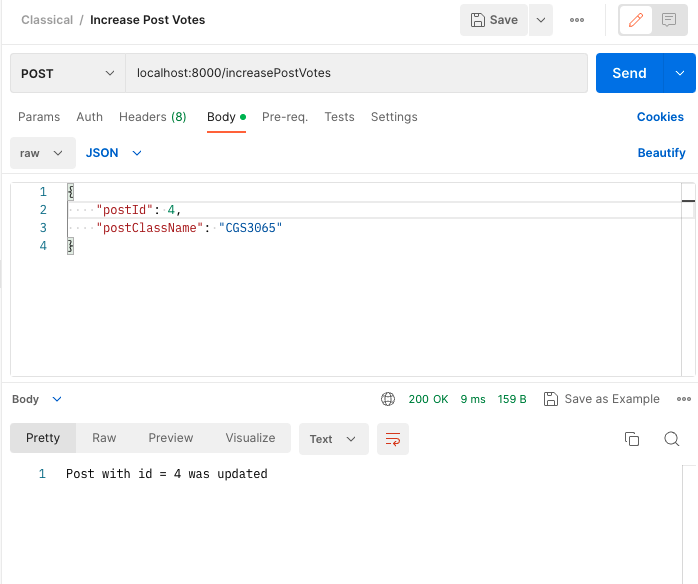 Classical / Increase Post Votes Save
POST localhost:8000/increasePostVotes Send
Params Auth Headers (8) Body Pre-req. Tests Settings Cookies
raw JSON Beautify
1 {
2 "postId": 4,
3 "postClassName": "CGS3065"
4 }
Body 200 OK 9 ms 159 B Save as Example
Pretty Raw Preview Visualize Text
1 Post with id = 4 was updated